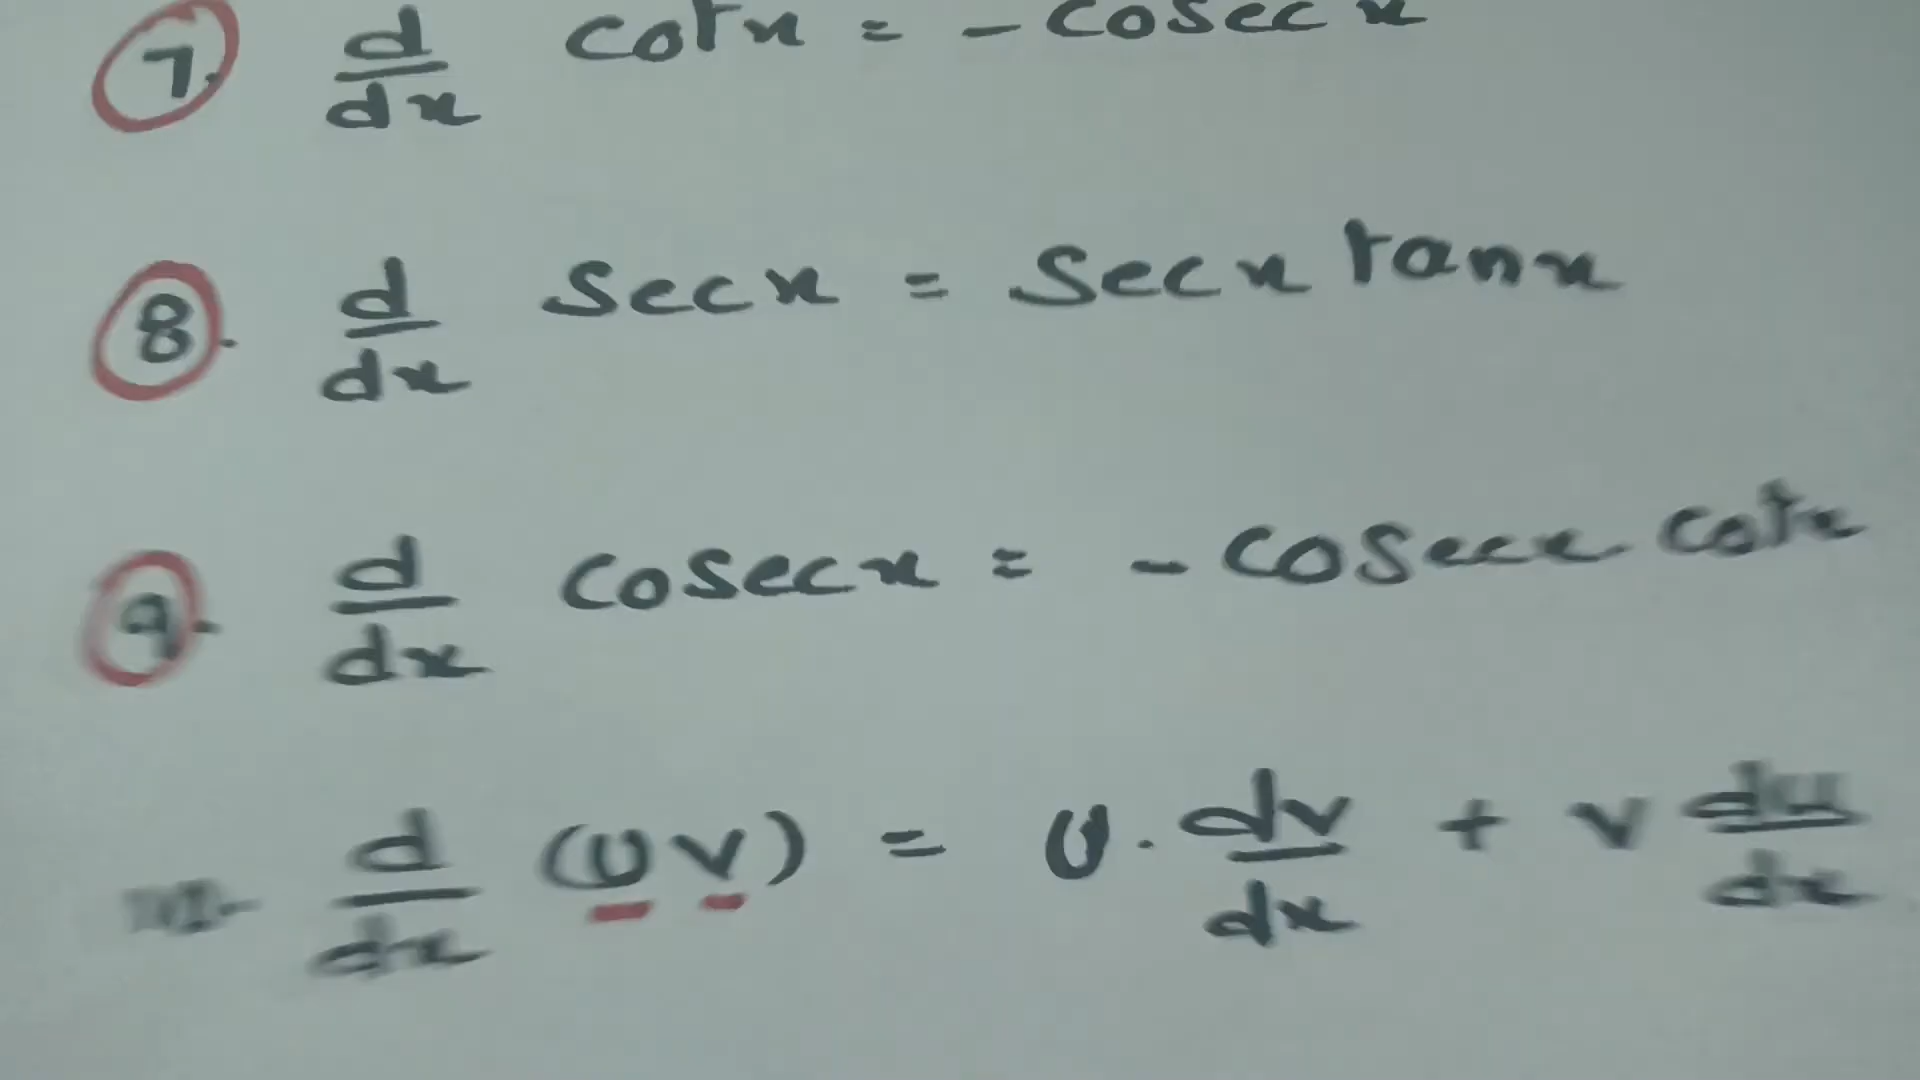 7. d/dx cotx = - cosec x
8. d/dx secx = secx tanx
9. d/dx cosecx = - cosecx cotx
d/dx (UV) = U. dv/dx + v du/dx